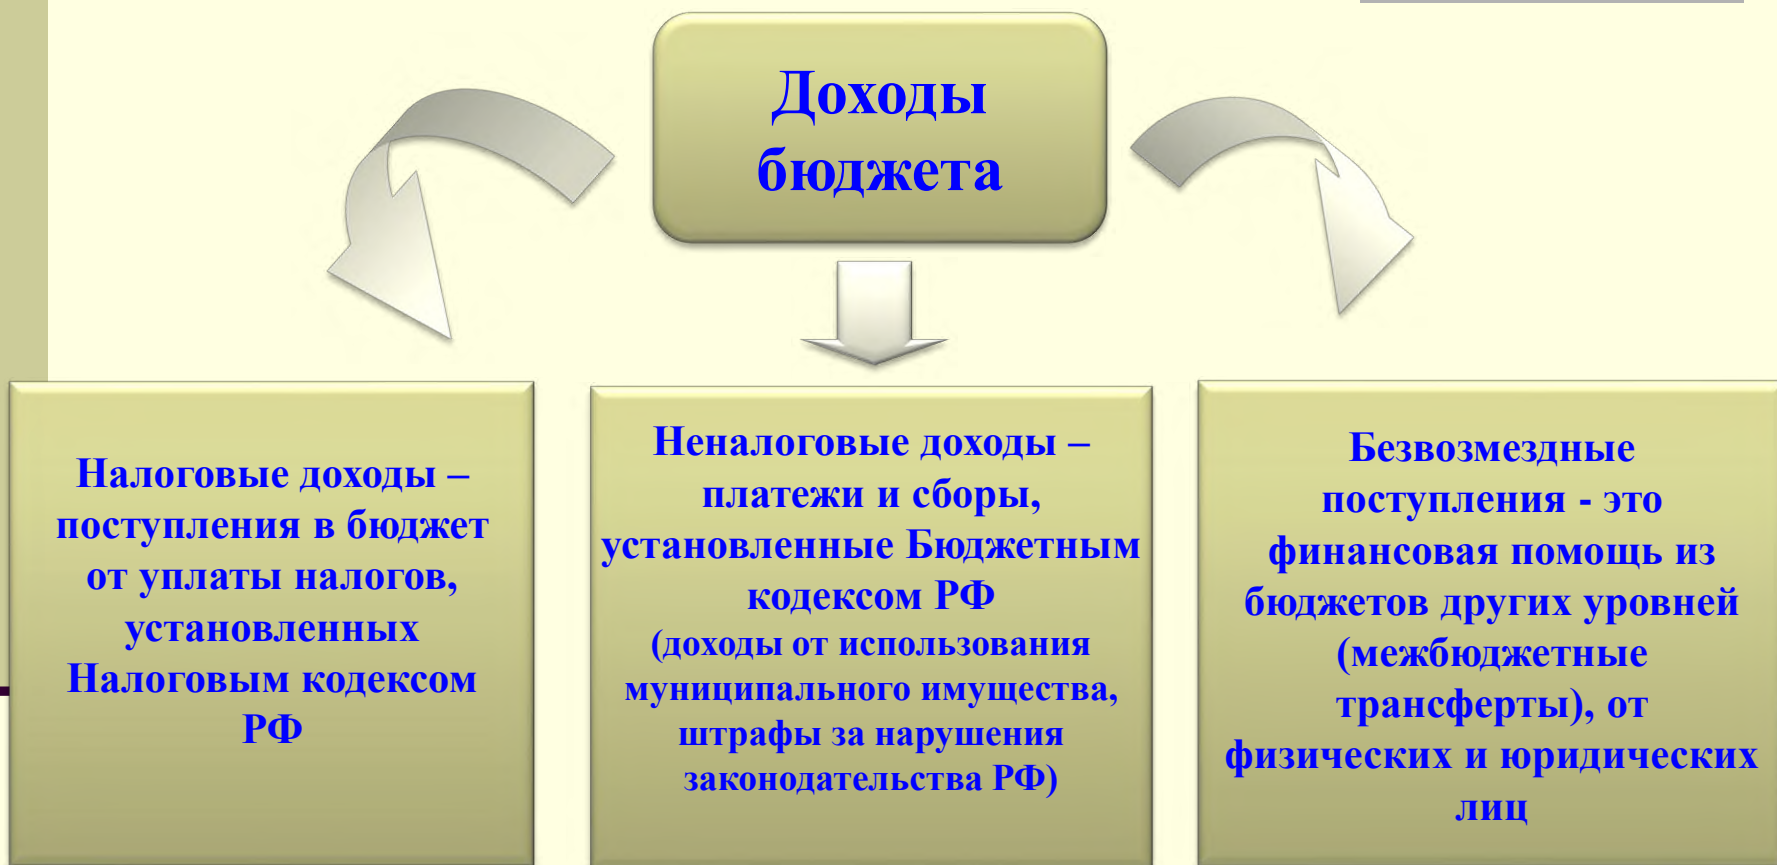 Доходы
бюджета
Налоговые доходы –
поступления в бюджет
от уплаты налогов,
установленных
Налоговым кодексом
РФ
Неналоговые доходы –
платежи и сборы,
установленные Бюджетным
кодексом РФ
(доходы от использования
муниципального имущества,
штрафы за нарушения
законодательства РФ)
Безвозмездные
поступления - это
финансовая помощь из
бюджетов других уровней
(межбюджетные
трансферты), от
физических и юридических
лиц